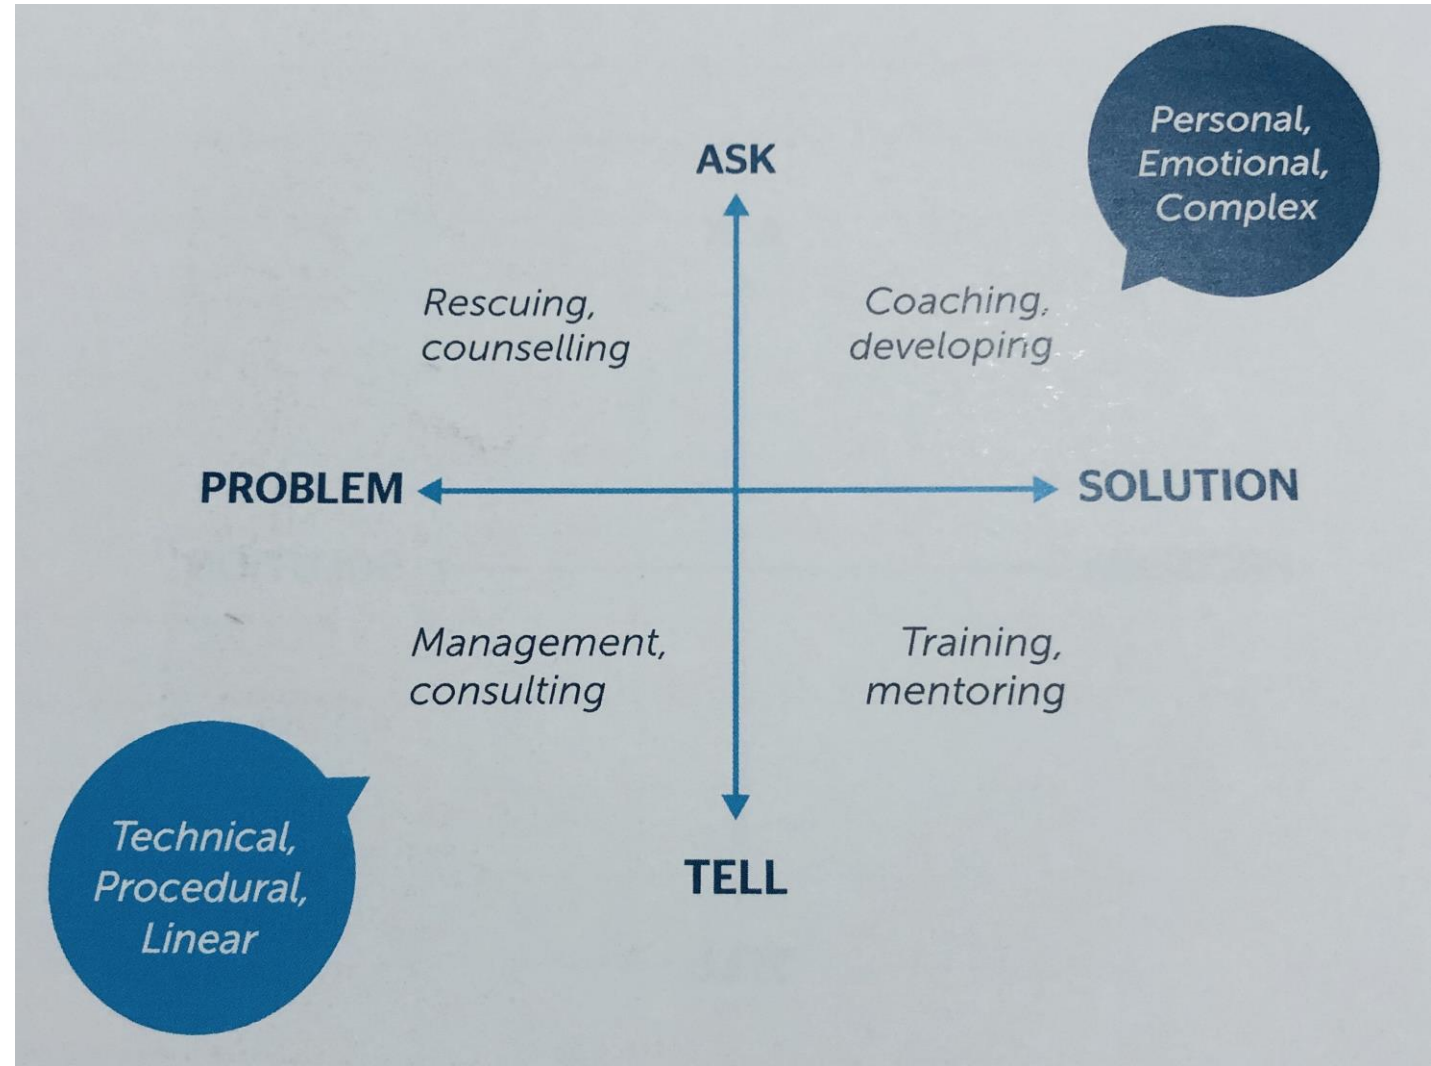 Personal,
Emotional,
Complex
ASK
Rescuing,
counselling
Coaching,
developing
PROBLEM
SOLUTION
Management,
consulting
Training,
mentoring
Technical,
Procedural,
Linear
TELL